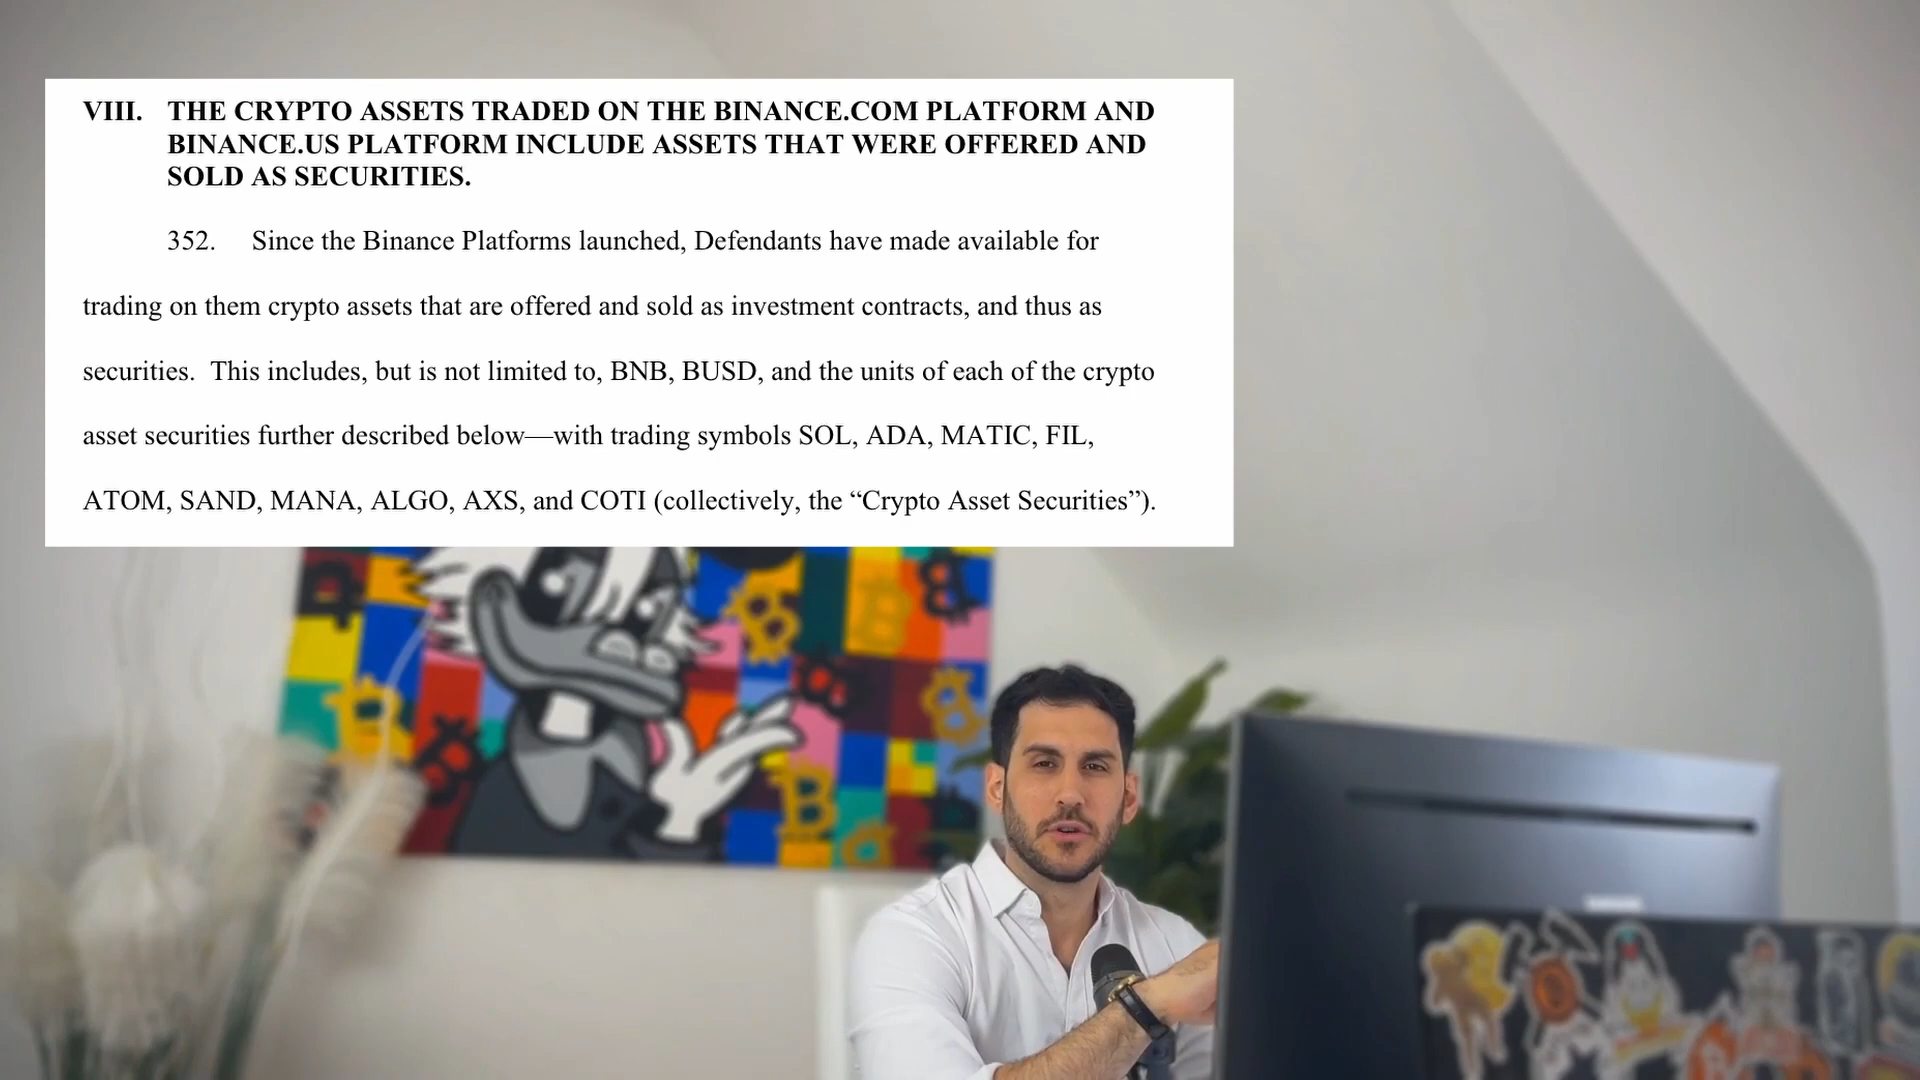 VIII. THE CRYPTO ASSETS TRADED ON THE BINANCE.COM PLATFORM AND
BINANCE.US PLATFORM INCLUDE ASSETS THAT WERE OFFERED AND
SOLD AS SECURITIES.
352. Since the Binance Platforms launched, Defendants have made available for
trading on them crypto assets that are offered and sold as investment contracts, and thus as
securities. This includes, but is not limited to, BNB, BUSD, and the units of each of the crypto
asset securities further described below—with trading symbols SOL, ADA, MATIC, FIL,
ATOM, SAND, MANA, ALGO, AXS, and COTI (collectively, the “Crypto Asset Securities”).